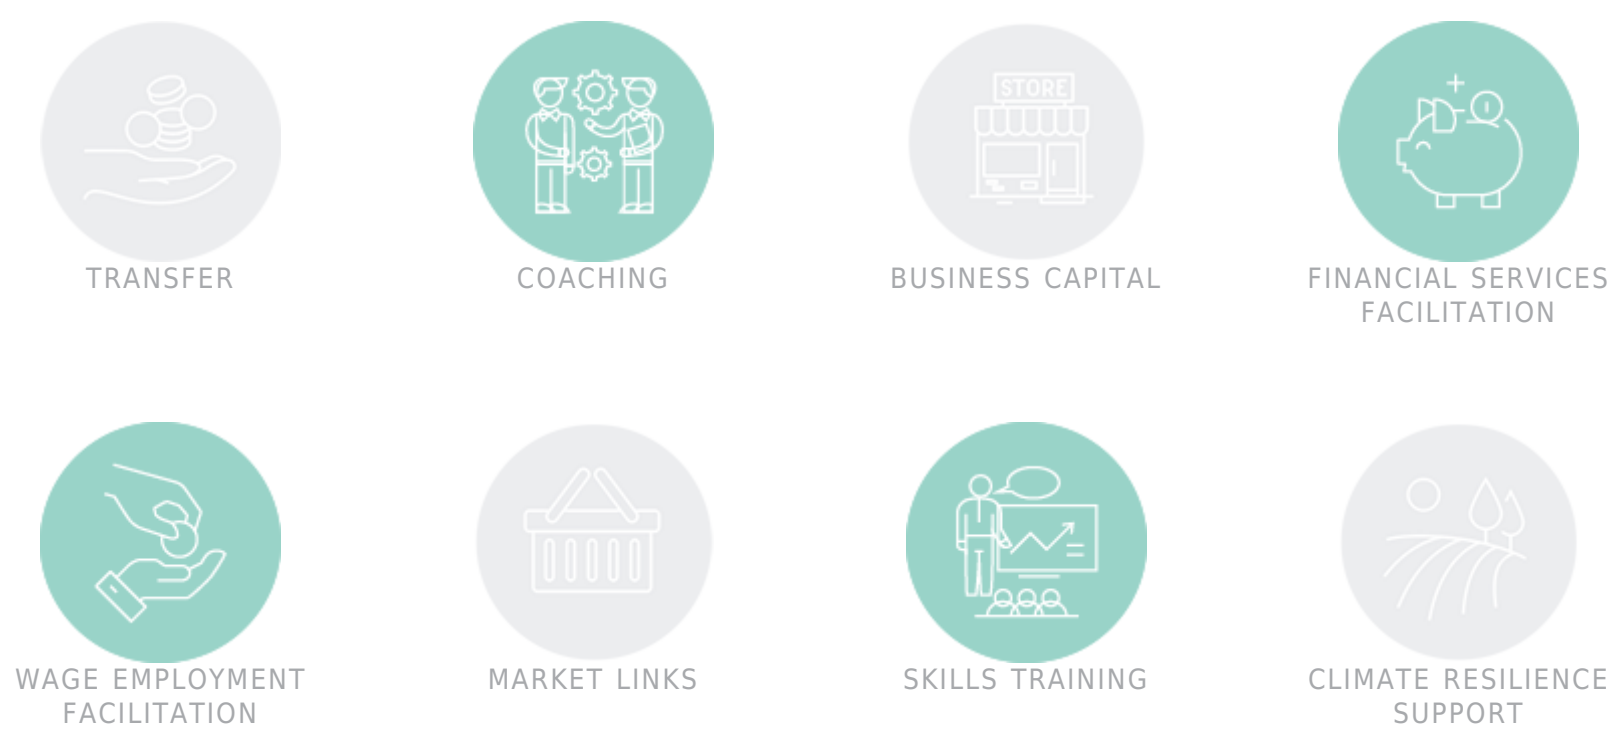 STORE
TRANSFER
COACHING
BUSINESS CAPITAL
FINANCIAL SERVICES
FACILITATION
WAGE EMPLOYMENT
FACILITATION
MARKET LINKS
SKILLS TRAINING
CLIMATE RESILIENCE
SUPPORT